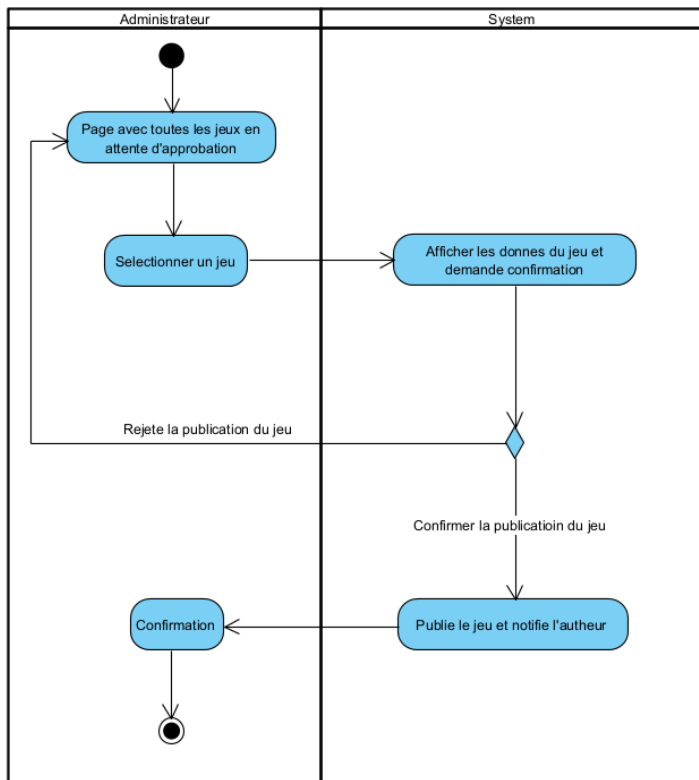 Administrateur
System
Page avec toutes les jeux en
attente d'approbation
Selectionner un jeu
Afficher les donnes du jeu et
demande confirmation
Rejete la publication du jeu
Confirmer la publicatioin du jeu
Confirmation
Publie le jeu et notifie l'autheur